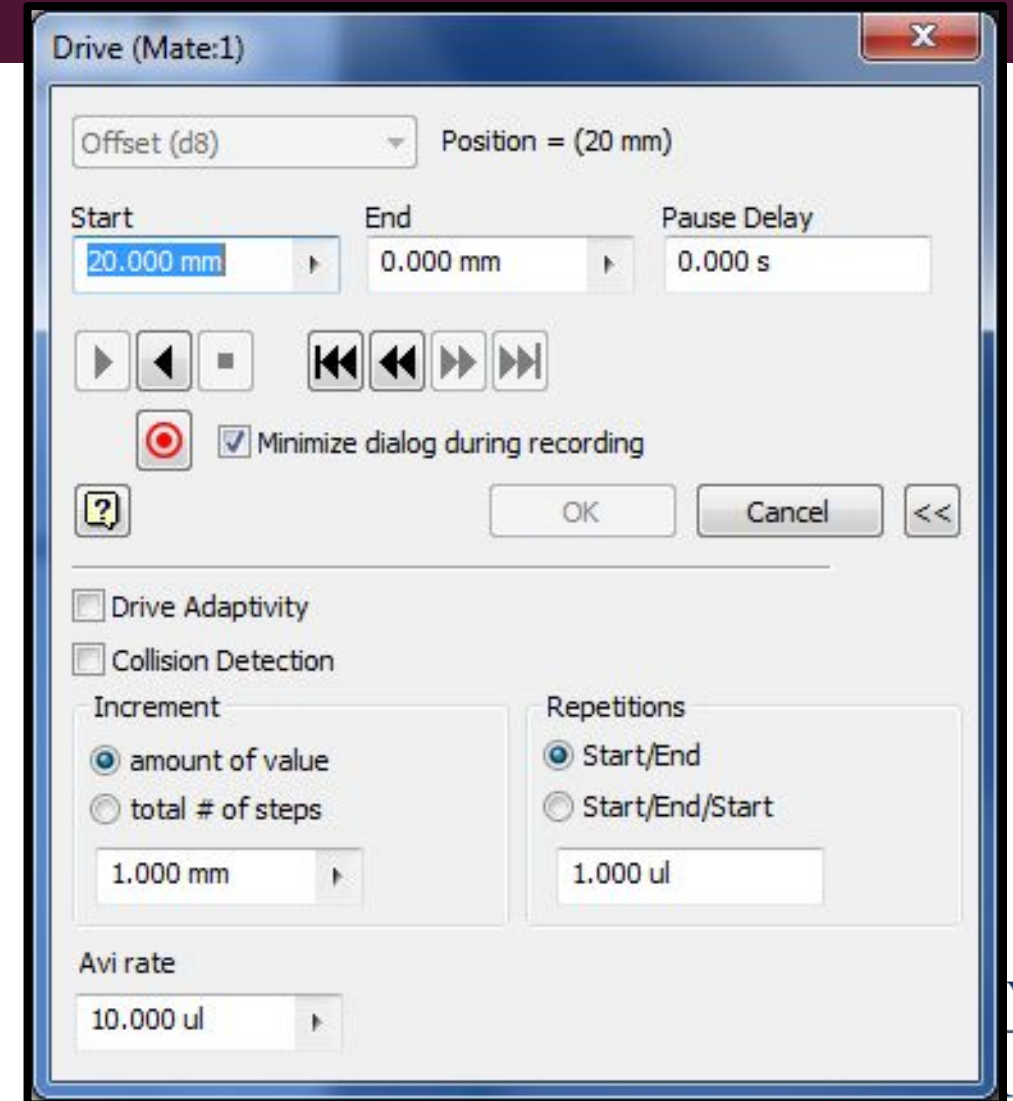 Drive (Mate:1)
Offset (d8) Position = (20 mm)
Start End Pause Delay
20.000 mm 0.000 mm 0.000 s
Minimize dialog during recording
OK Cancel <<
Drive Adaptivity
Collision Detection
Increment Repetitions
amount of value Start/End
total # of steps Start/End/Start
1.000 mm 1.000 ul
Avi rate
10.000 ul